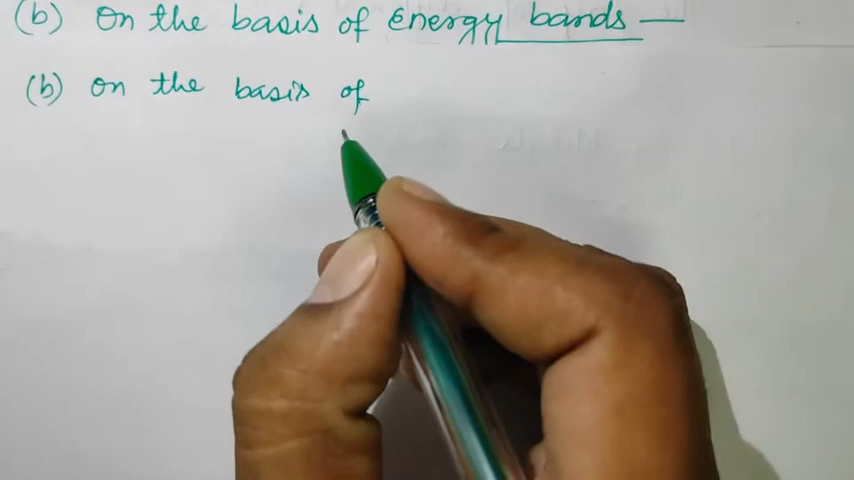 (b) On the basis of energy bands —
(b) on the basis of